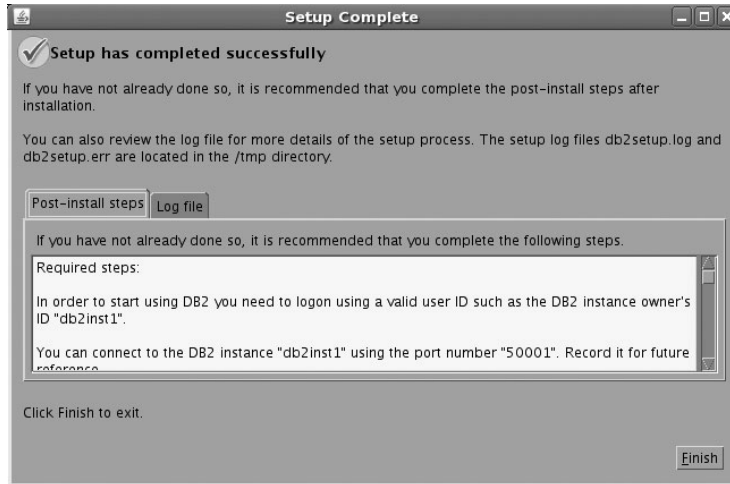 Setup Complete
Setup has completed successfully
If you have not already done so, it is recommended that you complete the post-install steps after
installation.
You can also review the log file for more details of the setup process. The setup log files db2setup.log and
db2setup.err are located in the /tmp directory.
Post-install steps
Log file
If you have not already done so, it is recommended that you complete the following steps.
Required steps:
In order to start using DB2 you need to logon using a valid user ID such as the DB2 instance owner's
ID "db2inst1".
You can connect to the DB2 instance "db2inst1" using the port number "50001". Record it for future
reference
Click Finish to exit.
Finish